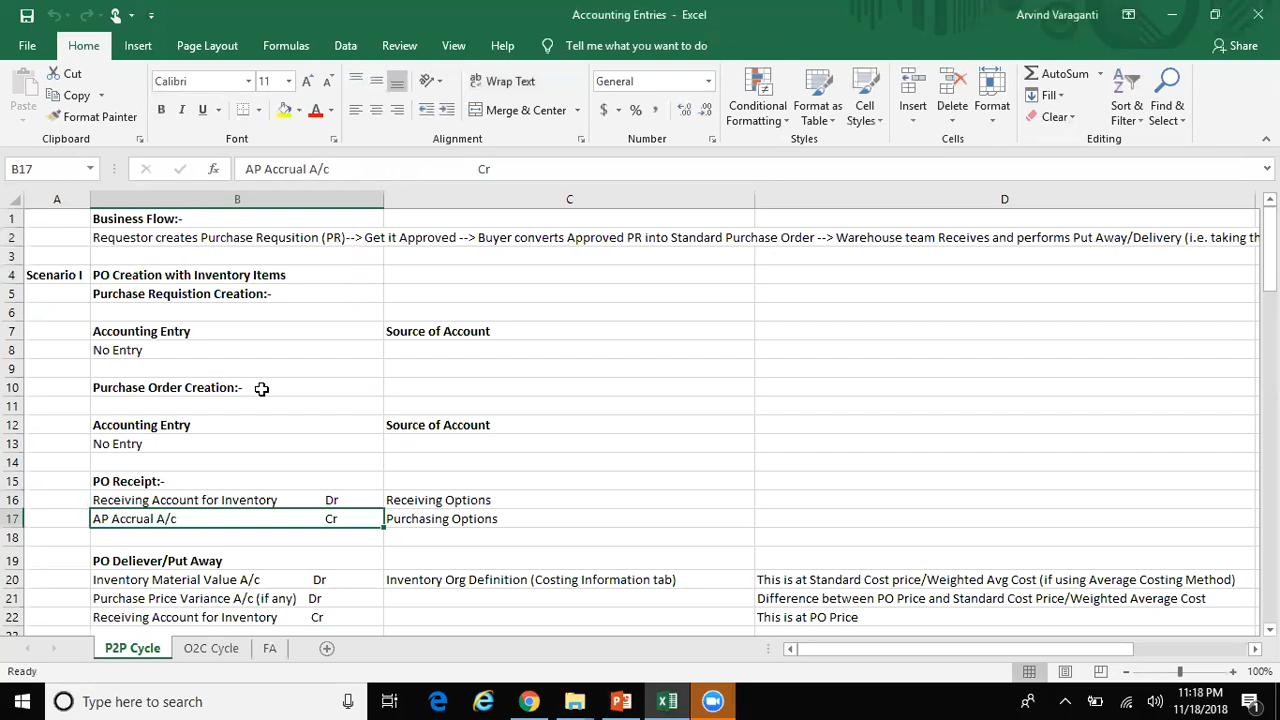 Accounting Entries - Excel
Arvind Varaganti
File Home Insert Page Layout Formulas Data Review View Help Tell me what you want to do Share
Paste
Cut
Copy
Format Painter
Clipboard
Calibri 11
B I U A
Font
Wrap Text
Merge & Center
Alignment
General
$ % ,
Number
Conditional Formatting
Format as Table
Cell Styles
Styles
Insert Delete Format
Cells
AutoSum
Fill
Clear
Sort & Filter
Find & Select
Editing
B17 fx AP Accrual A/c Cr
A B C D
1 Business Flow:-
2 Requestor creates Purchase Requsition (PR)--> Get it Approved --> Buyer converts Approved PR into Standard Purchase Order --> Warehouse team Receives and performs Put Away/Delivery (i.e. taking th
3
4 Scenario I PO Creation with Inventory Items
5 Purchase Requistion Creation:-
6
7 Accounting Entry Source of Account
8 No Entry
9
10 Purchase Order Creation:-
11
12 Accounting Entry Source of Account
13 No Entry
14
15 PO Receipt:-
16 Receiving Account for Inventory Dr Receiving Options
17 AP Accrual A/c Cr Purchasing Options
18
19 PO Deliever/Put Away
20 Inventory Material Value A/c Dr Inventory Org Definition (Costing Information tab) This is at Standard Cost price/Weighted Avg Cost (if using Average Costing Method)
21 Purchase Price Variance A/c (if any) Dr Difference between PO Price and Standard Cost Price/Weighted Average Cost
22 Receiving Account for Inventory Cr This is at PO Price
P2P Cycle O2C Cycle FA
Ready 100%
Type here to search
11:18 PM
11/18/2018